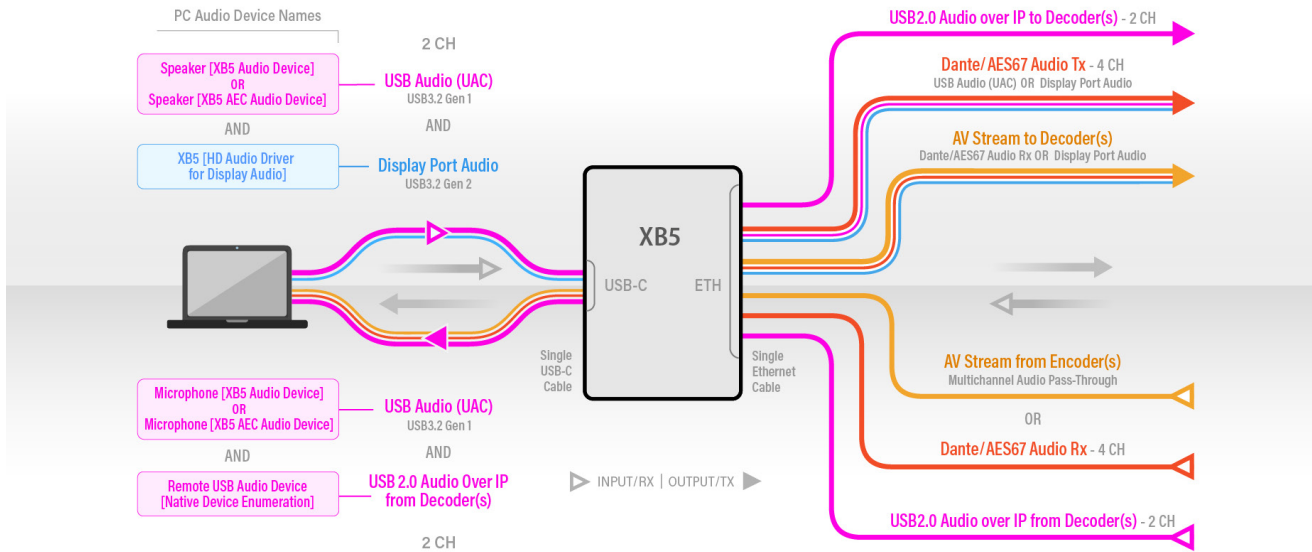 PC Audio Device Names
2 CH
Speaker [XB5 Audio Device]
OR
Speaker [XB5 AEC Audio Device]
USB Audio (UAC)
USB3.2 Gen 1
AND
AND
XB5 [HD Audio Driver
for Display Audio]
Display Port Audio
USB3.2 Gen 2
USB2.0 Audio over IP to Decoder(s) - 2 CH
Dante/AES67 Audio Tx - 4 CH
USB Audio (UAC) OR Display Port Audio
AV Stream to Decoder(s)
Dante/AES67 Audio Rx OR Display Port Audio
XB5
USB-C
ETH
Single
USB-C
Cable
Single
Ethernet
Cable
Microphone [XB5 Audio Device]
OR
Microphone [XB5 AEC Audio Device]
USB Audio (UAC)
USB3.2 Gen 1
AND
AND
Remote USB Audio Device
[Native Device Enumeration]
USB 2.0 Audio Over IP
from Decoder(s)
2 CH
INPUT/RX | OUTPUT/TX
AV Stream from Encoder(s)
Multichannel Audio Pass-Through
OR
Dante/AES67 Audio Rx - 4 CH
USB2.0 Audio over IP from Decoder(s) - 2 CH